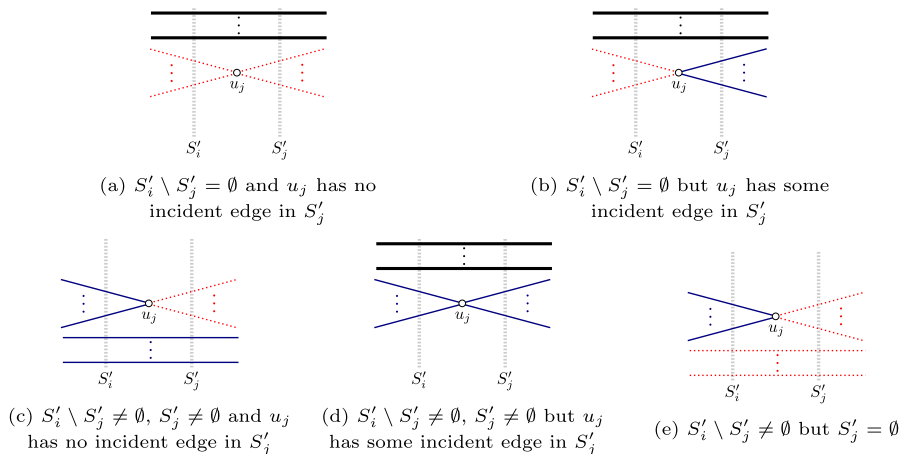 u_j
S′_i S′_j
(a) S′_i \ S′_j = ∅ and u_j has no
incident edge in S′_j
u_j
S′_i S′_j
(b) S′_i \ S′_j = ∅ but u_j has some
incident edge in S′_j
u_j
S′_i S′_j
(c) S′_i \ S′_j ≠ ∅, S′_j ≠ ∅ and u_j
has no incident edge in S′_j
u_j
S′_i S′_j
(d) S′_i \ S′_j ≠ ∅, S′_j ≠ ∅ but u_j
has some incident edge in S′_j
u_j
S′_i S′_j
(e) S′_i \ S′_j ≠ ∅ but S′_j = ∅